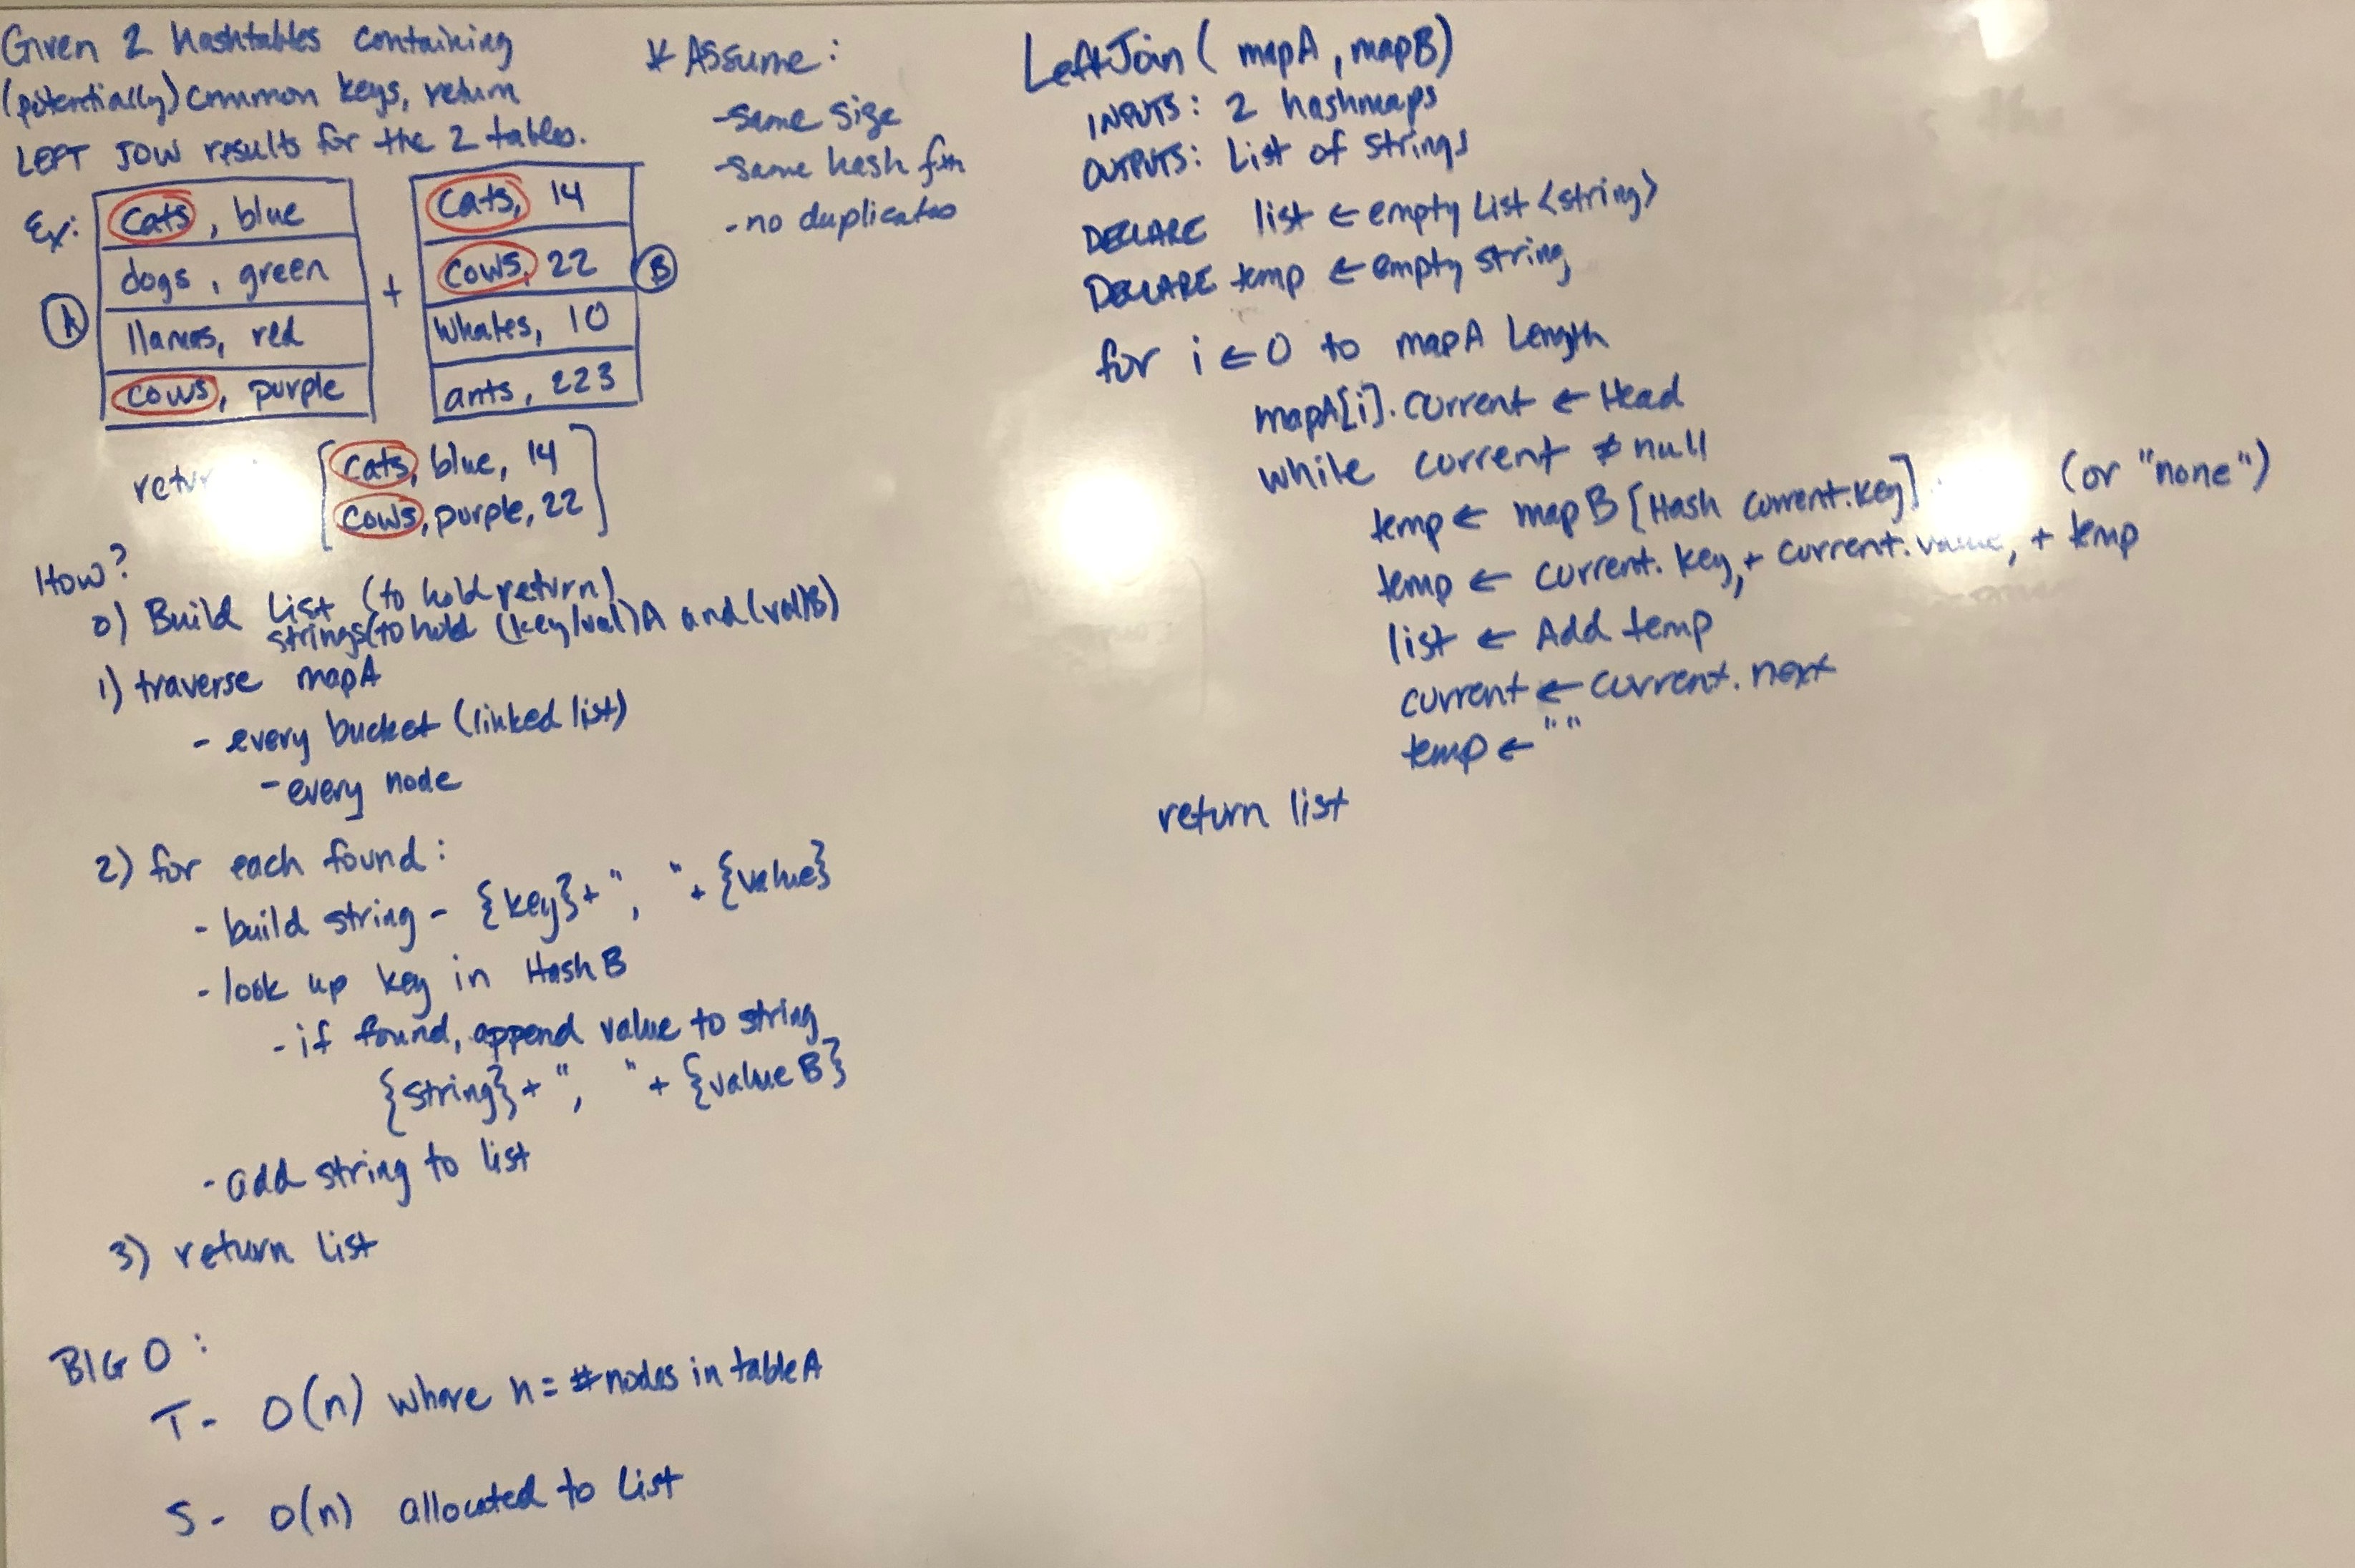 Given 2 hashtables containing
(potentially) common keys, return
LEFT JOIN results for the 2 tables.
Ex:
A
cats, blue
dogs, green
llamas, red
cows, purple
+
B
cats, 14
cows, 22
whales, 10
ants, 223
cats, blue, 14
cows, purple, 22
How?
0) Build List (to hold return)
strings (to hold (key/val)A and (val)B)
1) traverse mapA
- every bucket (linked list)
- every node
2) for each found:
- build string - {key} + ", " + {value}
- look up key in Hash B
- if found, append value to string
{string} + ", " + {value B}
- add string to list
3) return list
BIG O:
T - O(n) where n = # nodes in table A
S - O(n) allocated to List
* Assume:
- same size
- same hash fxn
- no duplicates
LeftJoin ( mapA, mapB)
INPUTS: 2 hashmaps
OUTPUTS: List of strings
DECLARE list ← empty List <string>
DECLARE temp ← empty string
for i ← 0 to mapA Length
mapA[i]. current ← Head
while current ≠ null
temp ← mapB [Hash current.key] (or "none")
temp ← current. key, + current. value, + temp
list ← Add temp
current ← current. next
temp ← ""
return list